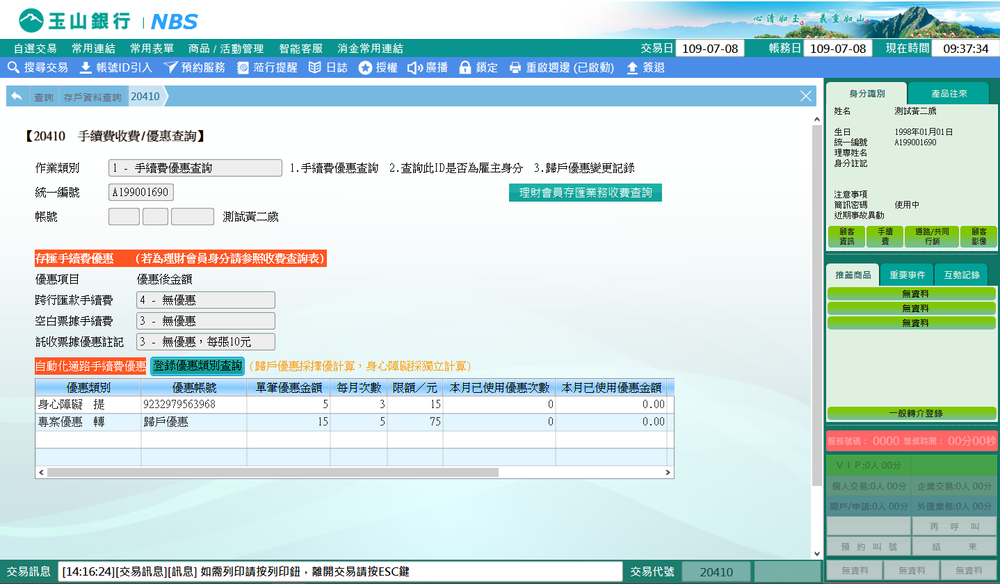 玉山銀行 | NBS
心清如玉。義重如山。
自選交易 常用連結 常用表單 商品/活動管理 智能客服 消金常用連結 交易日 109-07-08 帳務日 109-07-08 現在時間 09:37:34
搜尋交易 帳號ID引入 預約服務 蒞行提醒 日誌 授權 廣播 鎖定 重啟週邊 (已啟動) 簽退
查詢 存戶資料查詢 20410
【20410 手續費收費/優惠查詢】
作業類別 1 - 手續費優惠查詢 1.手續費優惠查詢 2.查詢此ID是否為雇主身分 3.歸戶優惠變更記錄
統一編號 A199001690 理財會員存匯業務收費查詢
帳號 測試黃二歲
存匯手續費優惠 (若為理財會員身分請參照收費查詢表)
優惠項目 優惠後金額
跨行匯款手續費 4 - 無優惠
空白票據手續費 3 - 無優惠
託收票據優惠註記 3 - 無優惠，每張10元
自動化通路手續費優惠 登錄優惠類別查詢 (歸戶優惠採擇優計算，身心障礙採獨立計算)
優惠類別 優惠帳號 單筆優惠金額 每月次數 限額／元 本月已使用優惠次數 本月已使用優惠金額
身心障礙 提 9232979563968 5 3 15 0 0.00
專案優惠 轉 歸戶優惠 15 5 75 0 0.00
身分識別 產品往來
姓名 測試黃二歲
生日 1998年01月01日
統一編號 A199001690
理專姓名
身分註記
注意事項
簡訊密碼 使用中
近期事故異動
顧客資訊 手續費 通路/共同行銷 顧客影像
推薦商品 重要事件 互動記錄
無資料
無資料
無資料
一般轉介登錄
服務號碼： 0000 等候時間： 00分00秒
ＶＩＰ:0人 00分
個人交易:0人 00分 企業交易:0人 00分
開戶/申請:0人 00分 外匯業務:0人 00分
再 呼 叫
預 約 叫 號 結 束
無資料 無資料 無資料
交易訊息 [14:16:24][交易訊息][訊息] 如需列印請按列印鈕，離開交易請按ESC鍵 交易代號 20410